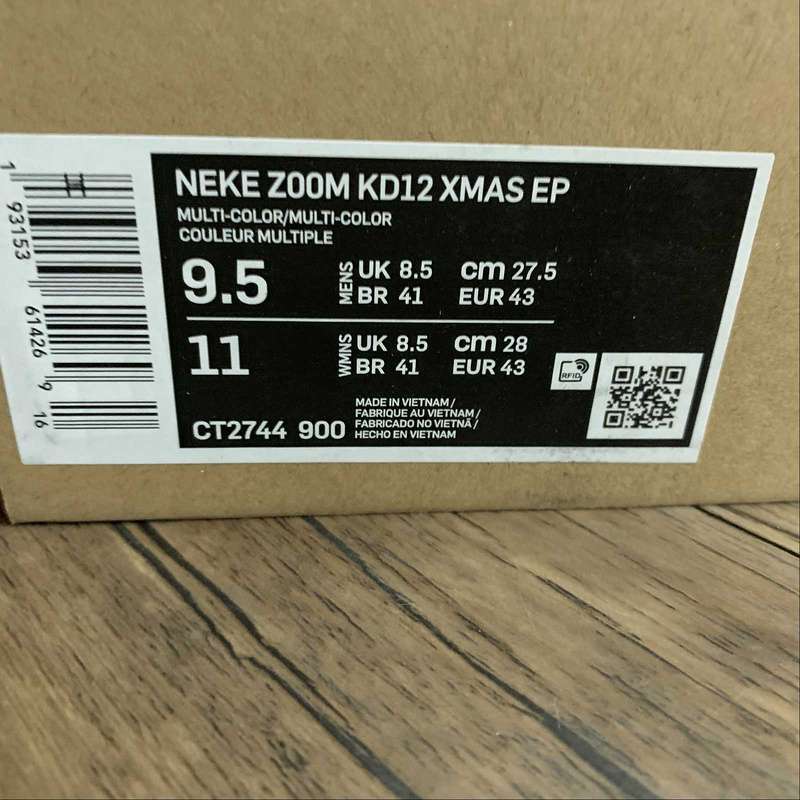 NEKE ZOOM KD12 XMAS EP
MULTI-COLOR/MULTI-COLOR
COULEUR MULTIPLE
9.5 MENS UK 8.5 cm 27.5
BR 41 EUR 43
11 WMNS UK 8.5 cm 28
BR 41 EUR 43
RFID
CT2744 900
MADE IN VIETNAM /
FABRIQUE AU VIETNAM /
FABRICADO NO VIETNÃ /
HECHO EN VIETNAM
1 93153 61426 9 16